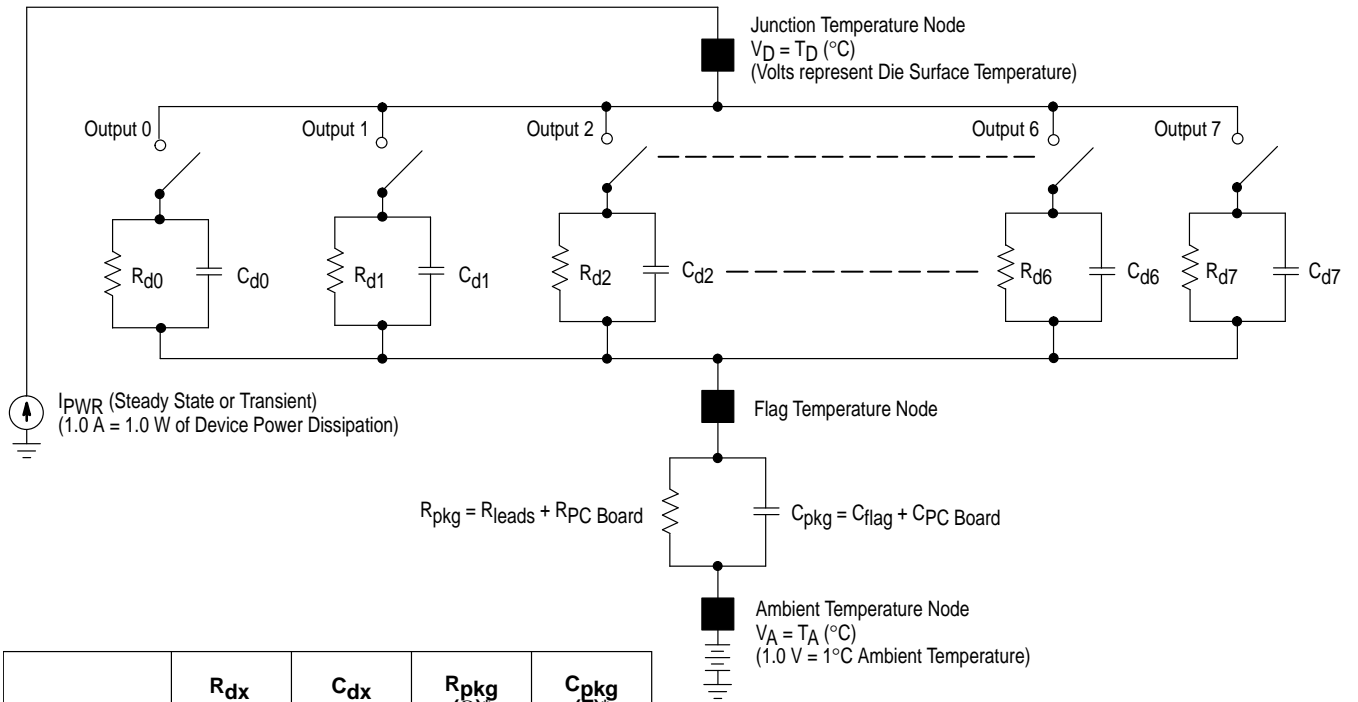 Junction Temperature Node
VD = TD (°C)
(Volts represent Die Surface Temperature)
Output 0
Output 1
Output 2
Output 6
Output 7
Rd0
Cd0
Rd1
Cd1
Rd2
Cd2
Rd6
Cd6
Rd7
Cd7
IPWR (Steady State or Transient)
(1.0 A = 1.0 W of Device Power Dissipation)
Flag Temperature Node
Rpkg = Rleads + RPC Board
Cpkg = Cflag + CPC Board
Ambient Temperature Node
VA = TA (°C)
(1.0 V = 1°C Ambient Temperature)
Rdx
Cdx
Rpkg
Cpkg